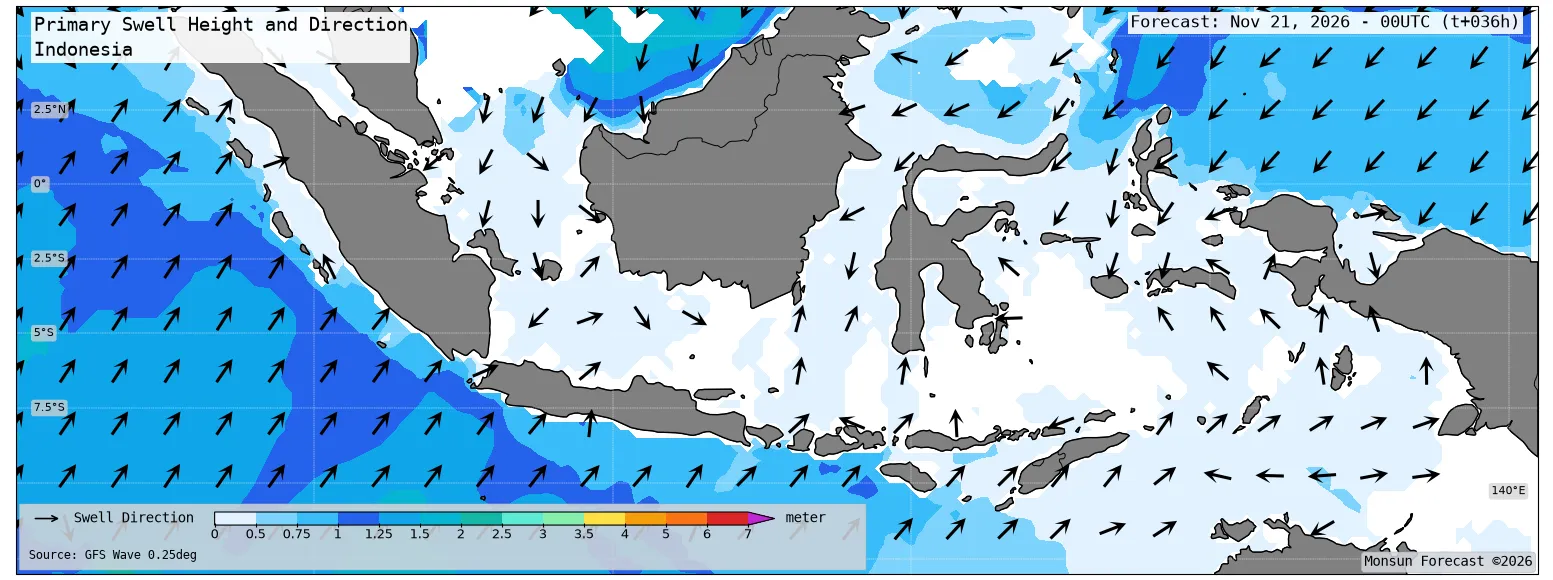 Primary Swell Height and Direction
Indonesia
Forecast: Nov 21, 2026 - 00UTC (t+036h)
2.5°N
0°
2.5°S
5°S
7.5°S
140°E
Swell Direction
0 0.5 0.75 1 1.25 1.5 2 2.5 3 3.5 4 5 6 7
meter
Source: GFS Wave 0.25deg
Monsun Forecast ©2026